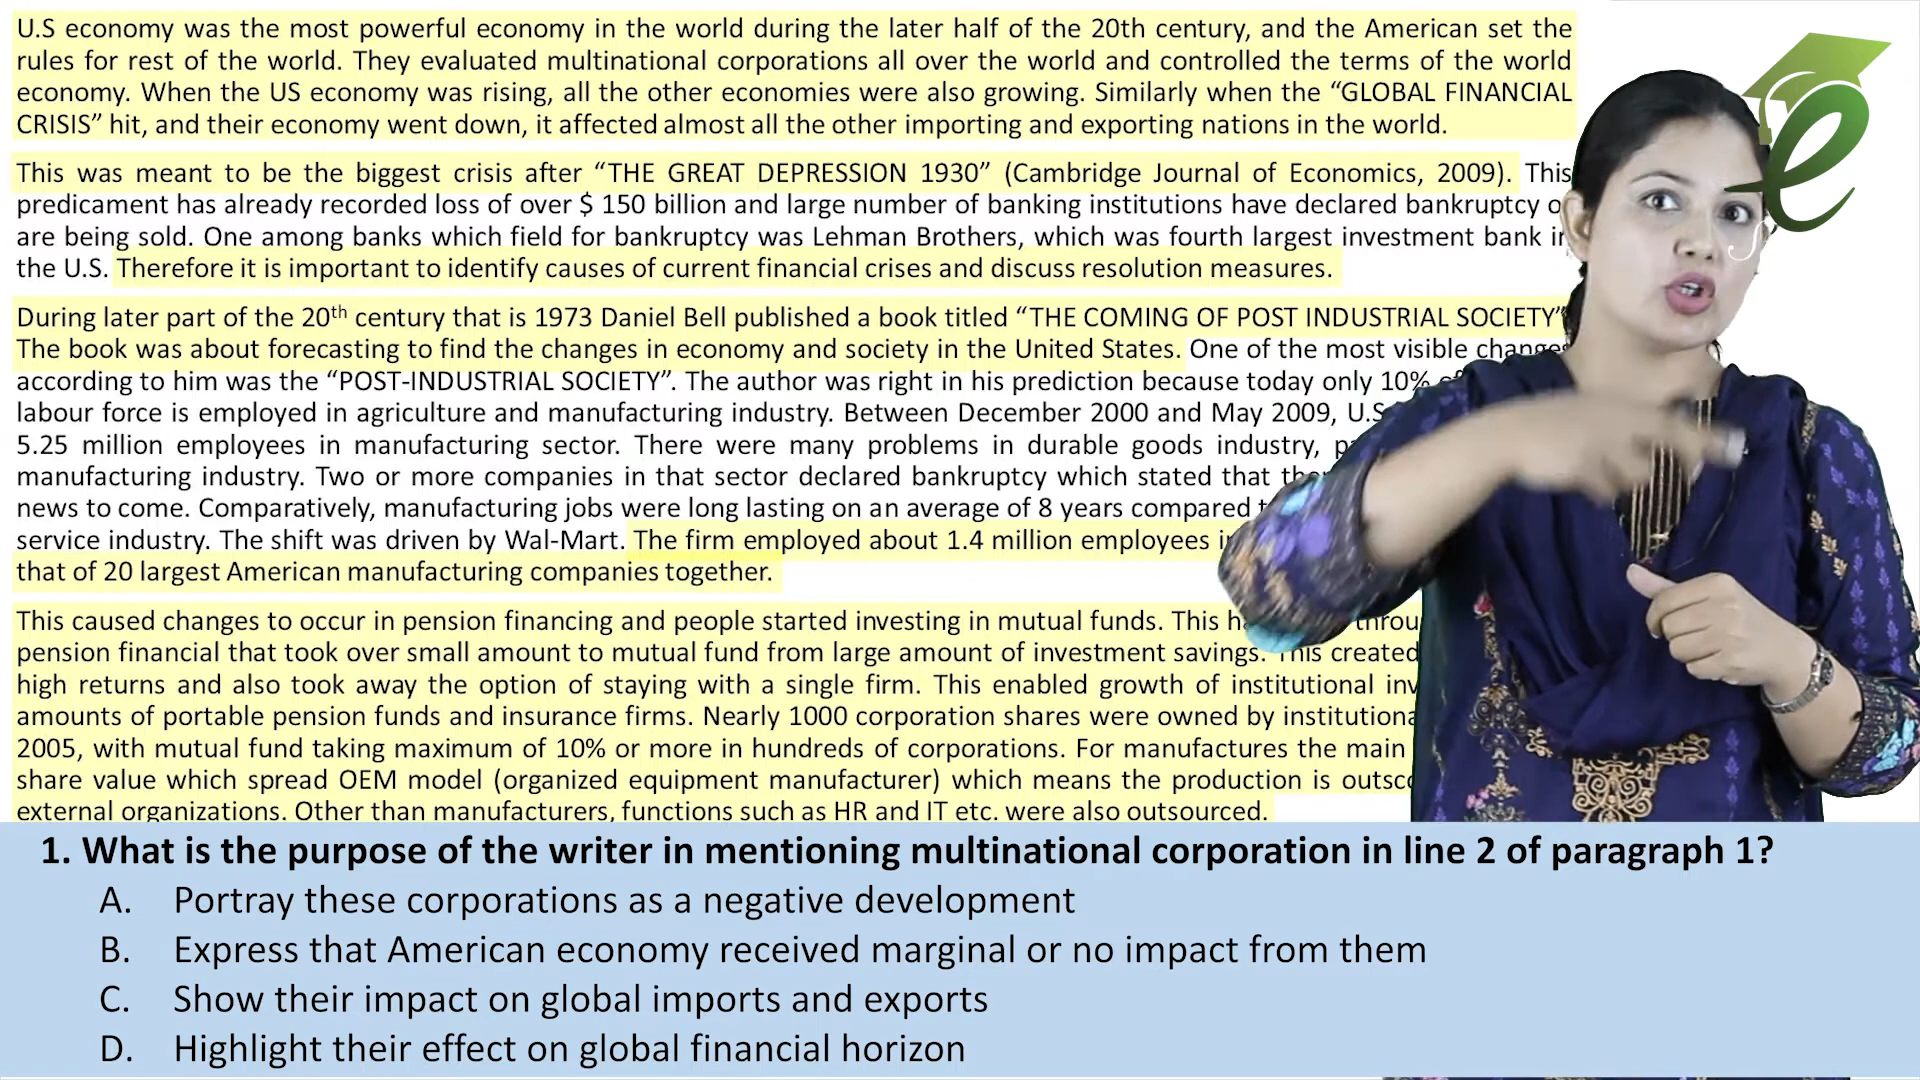 U.S economy was the most powerful economy in the world during the later half of the 20th century, and the American set the
rules for rest of the world. They evaluated multinational corporations all over the world and controlled the terms of the world
economy. When the US economy was rising, all the other economies were also growing. Similarly when the “GLOBAL FINANCIAL
CRISIS” hit, and their economy went down, it affected almost all the other importing and exporting nations in the world.
This was meant to be the biggest crisis after “THE GREAT DEPRESSION 1930” (Cambridge Journal of Economics, 2009). This
predicament has already recorded loss of over $ 150 billion and large number of banking institutions have declared bankruptcy
are being sold. One among banks which field for bankruptcy was Lehman Brothers, which was fourth largest investment bank in
the U.S. Therefore it is important to identify causes of current financial crises and discuss resolution measures.
During later part of the 20th century that is 1973 Daniel Bell published a book titled “THE COMING OF POST INDUSTRIAL SOCIETY”
The book was about forecasting to find the changes in economy and society in the United States. One of the most visible changes
according to him was the “POST-INDUSTRIAL SOCIETY”. The author was right in his prediction because today only 10%
labour force is employed in agriculture and manufacturing industry. Between December 2000 and May 2009, U.S
5.25 million employees in manufacturing sector. There were many problems in durable goods industry,
manufacturing industry. Two or more companies in that sector declared bankruptcy which stated that
news to come. Comparatively, manufacturing jobs were long lasting on an average of 8 years compared
service industry. The shift was driven by Wal-Mart. The firm employed about 1.4 million employees
that of 20 largest American manufacturing companies together.
This caused changes to occur in pension financing and people started investing in mutual funds. This
pension financial that took over small amount to mutual fund from large amount of investment savings. This created
high returns and also took away the option of staying with a single firm. This enabled growth of institutional
amounts of portable pension funds and insurance firms. Nearly 1000 corporation shares were owned by
2005, with mutual fund taking maximum of 10% or more in hundreds of corporations. For manufactures the main
share value which spread OEM model (organized equipment manufacturer) which means the production is
external organizations. Other than manufacturers, functions such as HR and IT etc. were also outsourced.
1. What is the purpose of the writer in mentioning multinational corporation in line 2 of paragraph 1?
A. Portray these corporations as a negative development
B. Express that American economy received marginal or no impact from them
C. Show their impact on global imports and exports
D. Highlight their effect on global financial horizon